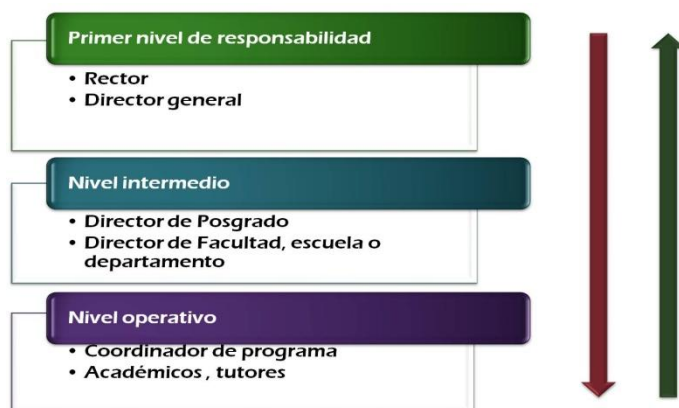 Primer nivel de responsabilidad
• Rector
• Director general
Nivel intermedio
• Director de Posgrado
• Director de Facultad, escuela o
departamento
Nivel operativo
• Coordinador de programa
• Académicos , tutores